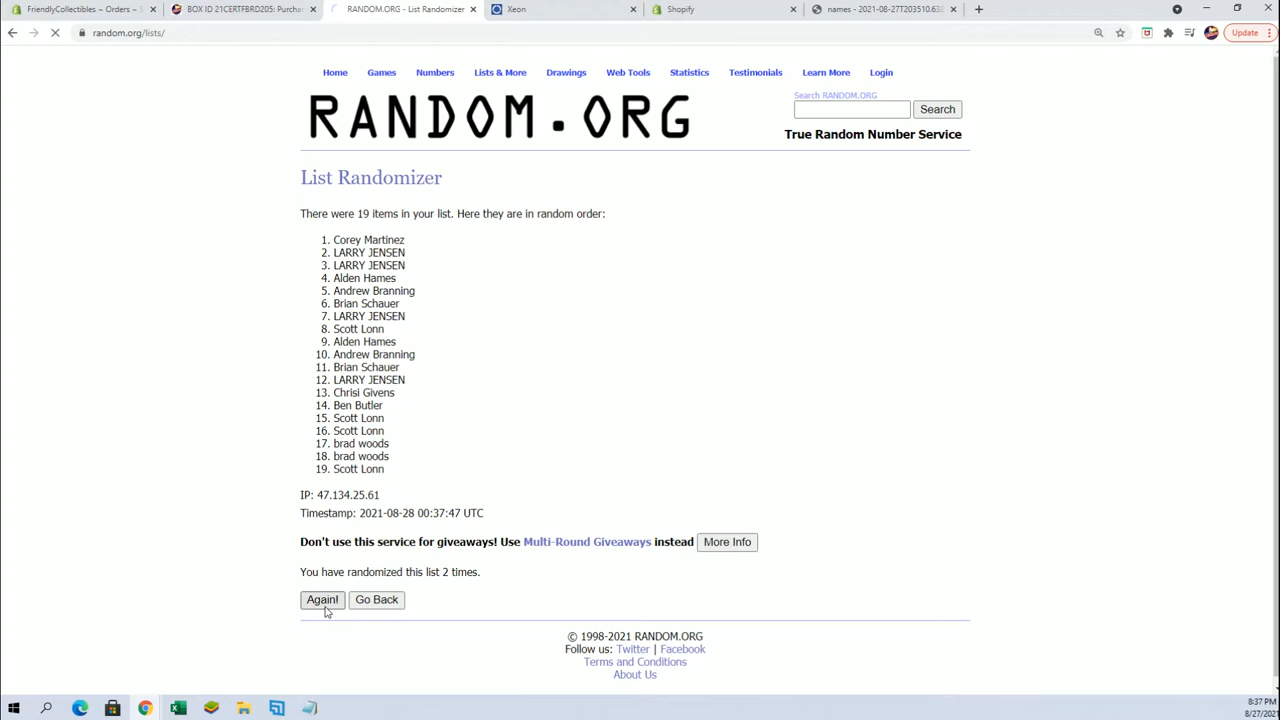 FriendlyCollectibles ~ Orders ~ S
BOX ID 21CERTFBRD205: Purcha
RANDOM.ORG - List Randomizer
Xeon
Shopify
names - 2021-08-27T203510.638
random.org/lists/
Update
Home Games Numbers Lists & More Drawings Web Tools Statistics Testimonials Learn More Login
RANDOM.ORG
Search RANDOM.ORG
Search
True Random Number Service
List Randomizer
There were 19 items in your list. Here they are in random order:
1. Corey Martinez
2. LARRY JENSEN
3. LARRY JENSEN
4. Alden Hames
5. Andrew Branning
6. Brian Schauer
7. LARRY JENSEN
8. Scott Lonn
9. Alden Hames
10. Andrew Branning
11. Brian Schauer
12. LARRY JENSEN
13. Chrisi Givens
14. Ben Butler
15. Scott Lonn
16. Scott Lonn
17. brad woods
18. brad woods
19. Scott Lonn
IP: 47.134.25.61
Timestamp: 2021-08-28 00:37:47 UTC
Don't use this service for giveaways! Use Multi-Round Giveaways instead More Info
You have randomized this list 2 times.
Again! Go Back
© 1998-2021 RANDOM.ORG
Follow us: Twitter | Facebook
Terms and Conditions
About Us
8:37 PM
8/27/2021